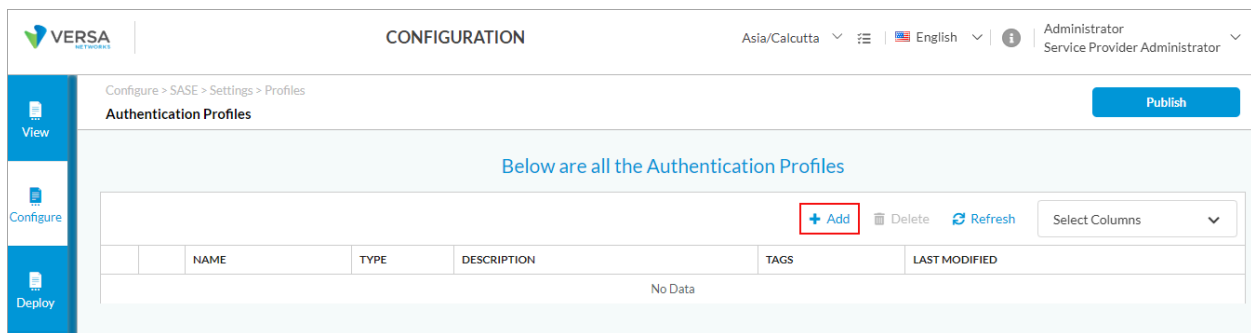 VERSA
NETWORKS
CONFIGURATION
Asia/Calcutta
English
Administrator
Service Provider Administrator
Configure > SASE > Settings > Profiles
Authentication Profiles
Publish
View
Configure
Deploy
Below are all the Authentication Profiles
+ Add Delete Refresh Select Columns
NAME TYPE DESCRIPTION TAGS LAST MODIFIED
No Data